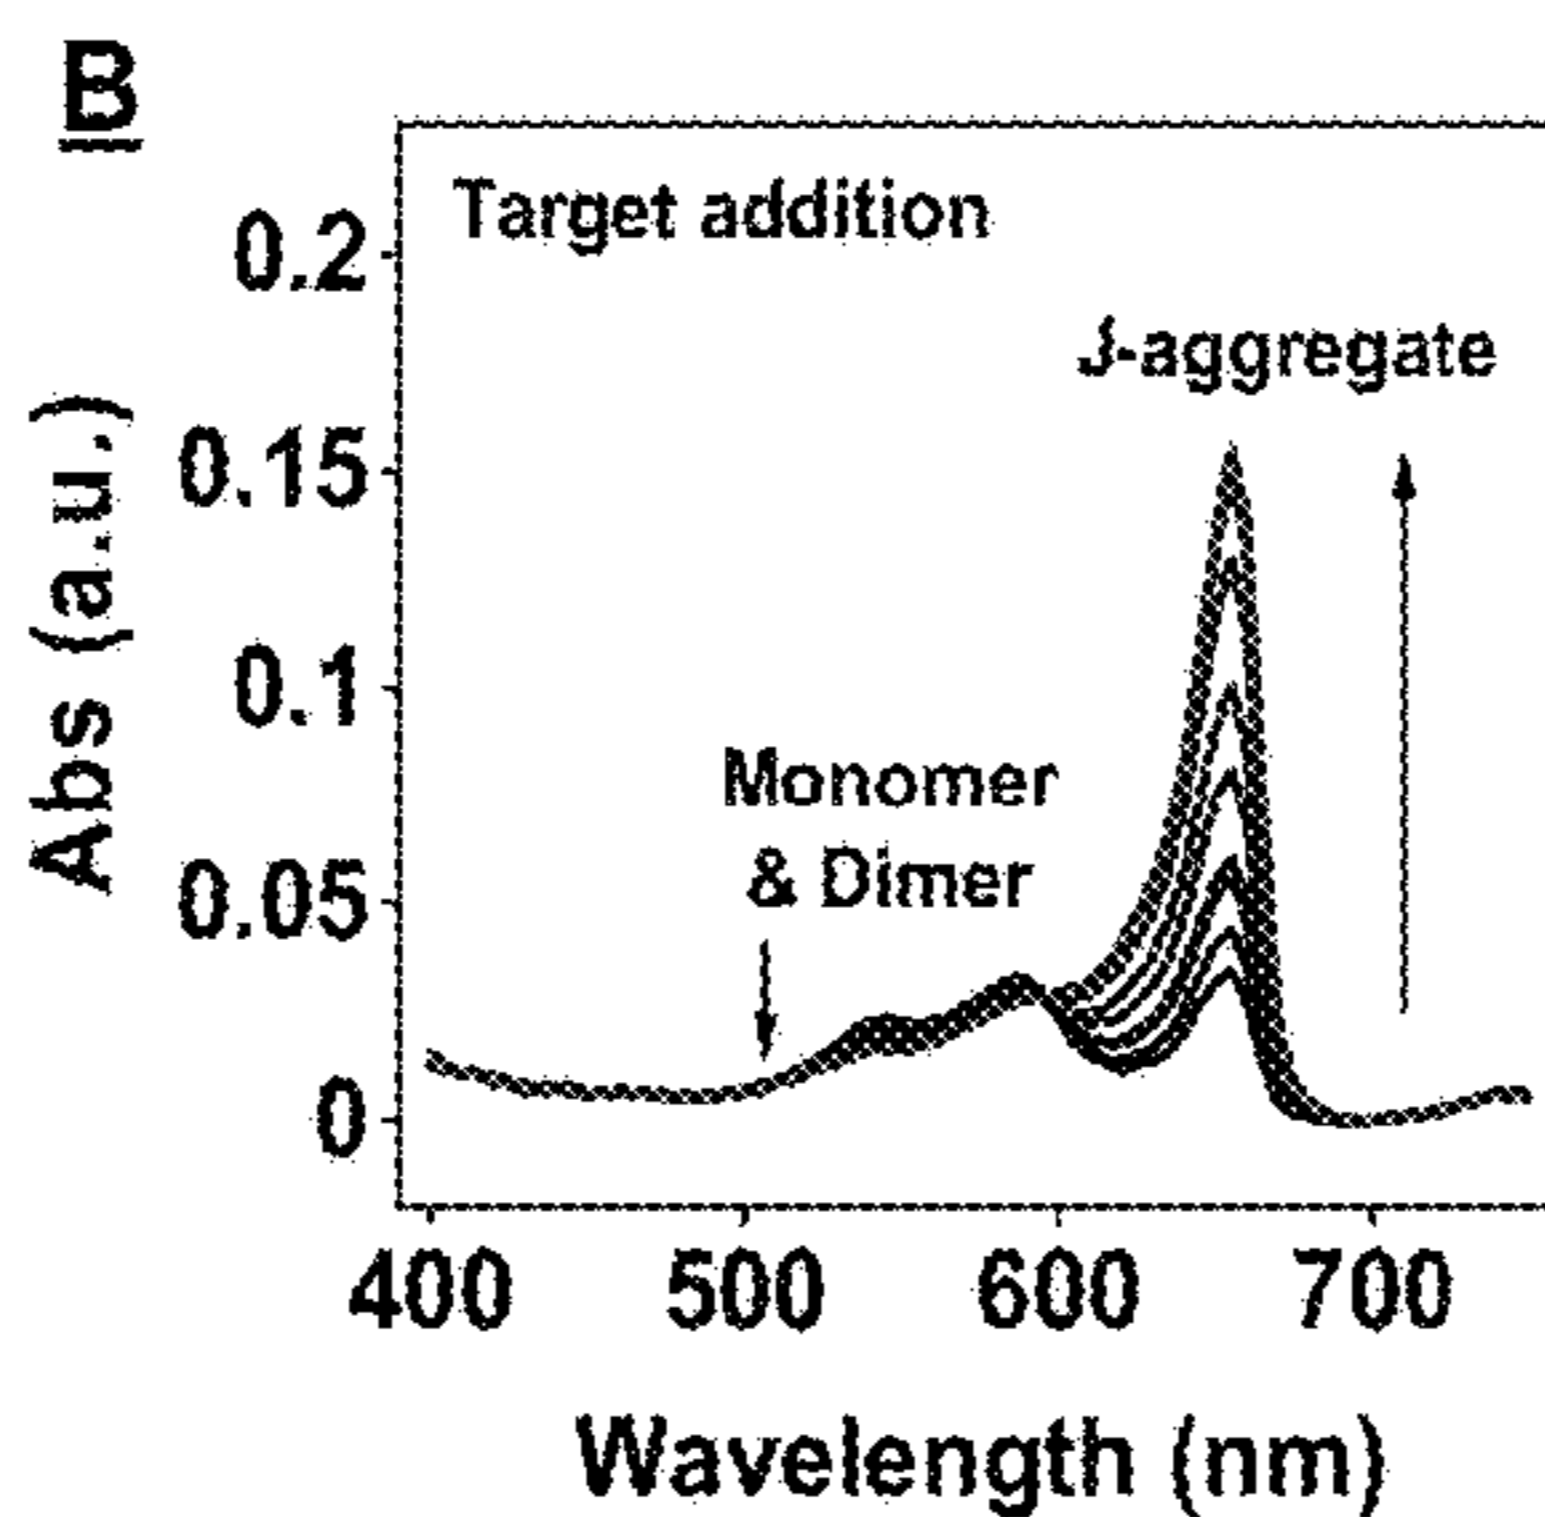 B
Target addition
0.2
J-aggregate
0.15
0.1
Monomer
& Dimer
0.05
0
Abs (a.u.)
400 500 600 700
Wavelength (nm)